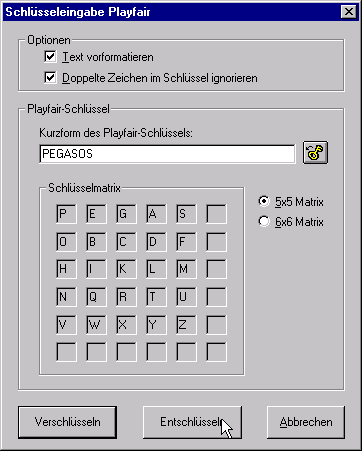 Schlüsseleingabe Playfair
Optionen
Text vorformatieren
Doppelte Zeichen im Schlüssel ignorieren
Playfair-Schlüssel
Kurzform des Playfair-Schlüssels:
PEGASOS
Schlüsselmatrix
P E G A S
O B C D F
H I K L M
N Q R T U
V W X Y Z
5x5 Matrix
6x6 Matrix
Verschlüsseln Entschlüsseln Abbrechen